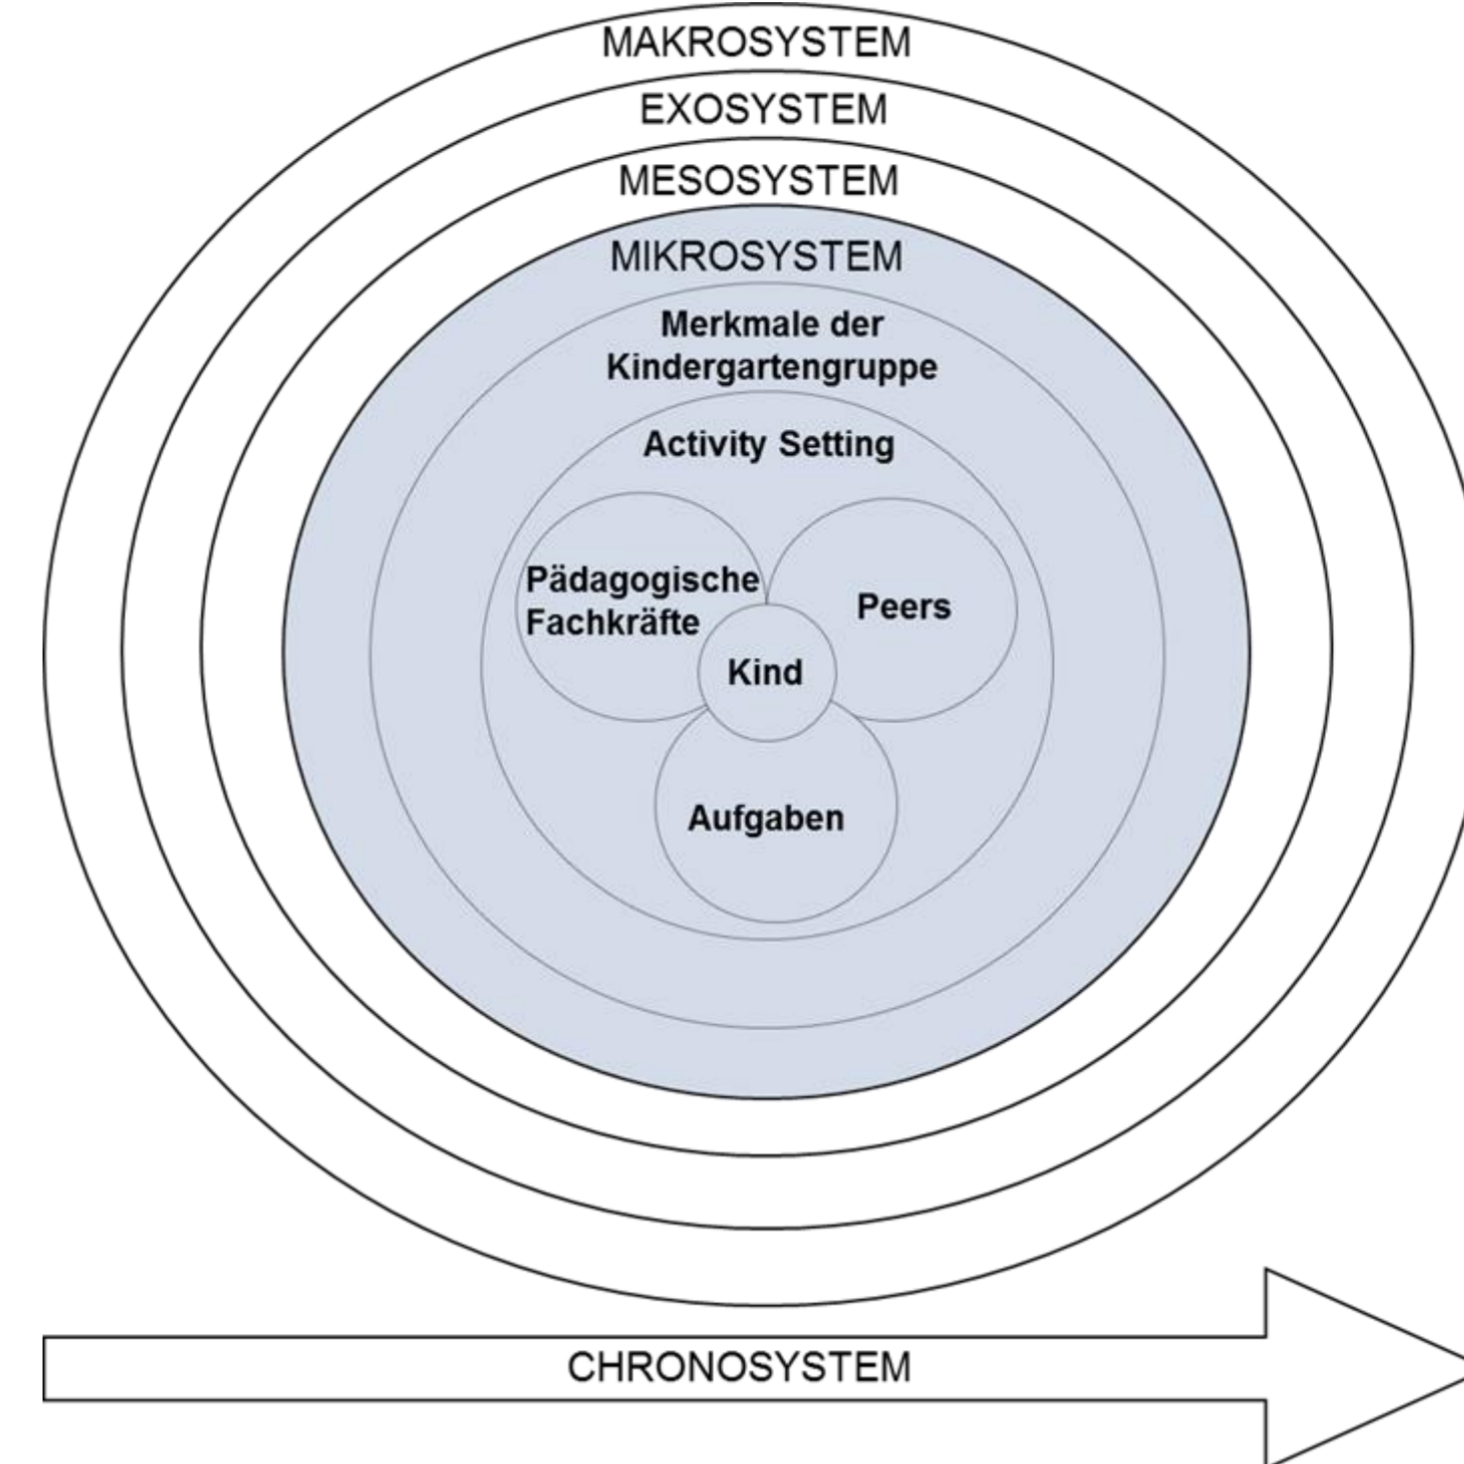 MAKROSYSTEM
EXOSYSTEM
MESOSYSTEM
MIKROSYSTEM
Merkmale der
Kindergartengruppe
Activity Setting
Pädagogische
Fachkräfte
Peers
Kind
Aufgaben
CHRONOSYSTEM